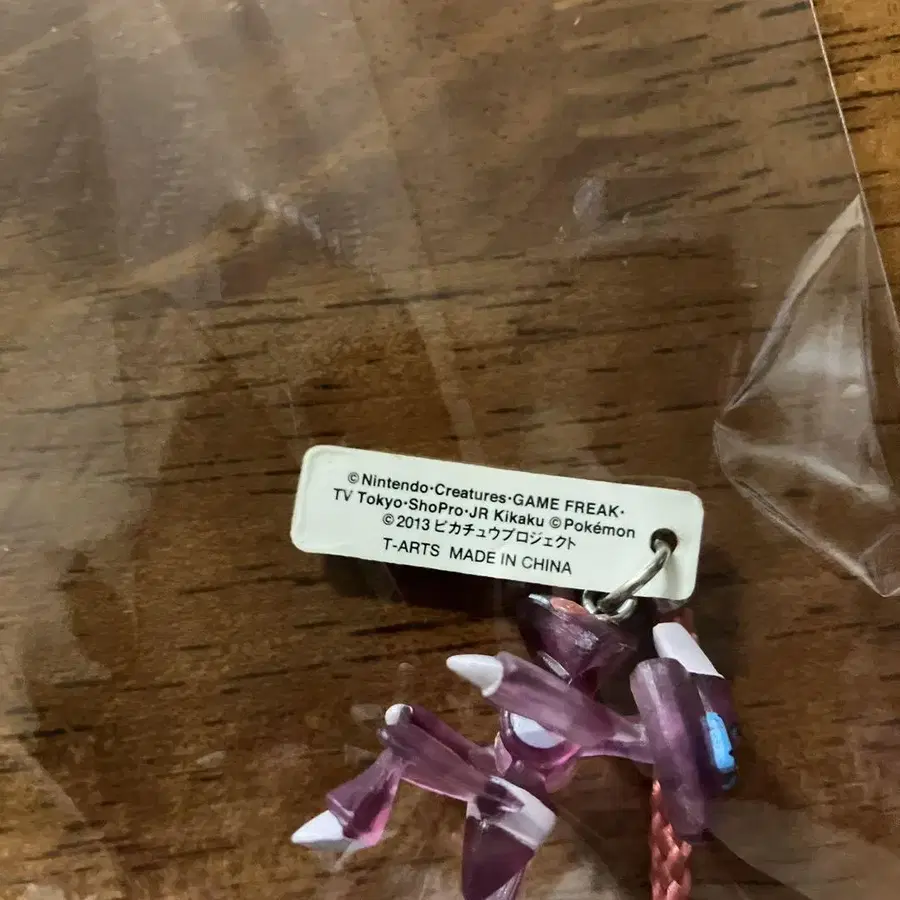 ©Nintendo・Creatures・GAME FREAK・
TV Tokyo・ShoPro・JR Kikaku ©Pokémon
©2013 ピカチュウプロジェクト
T-ARTS MADE IN CHINA